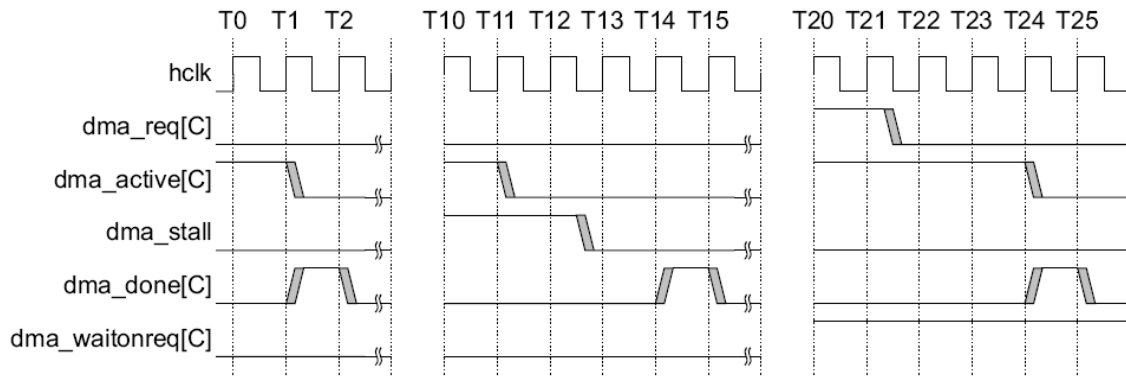 T0 T1 T2 T10 T11 T12 T13 T14 T15 T20 T21 T22 T23 T24 T25
hclk
dma_req[C]
dma_active[C]
dma_stall
dma_done[C]
dma_waitonreq[C]